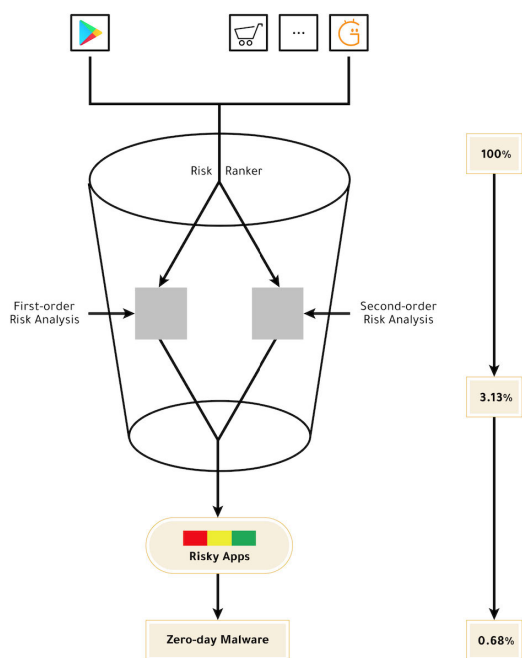 ...
100%
Risk Ranker
First-order
Risk Analysis
Second-order
Risk Analysis
3.13%
Risky Apps
Zero-day Malware
0.68%